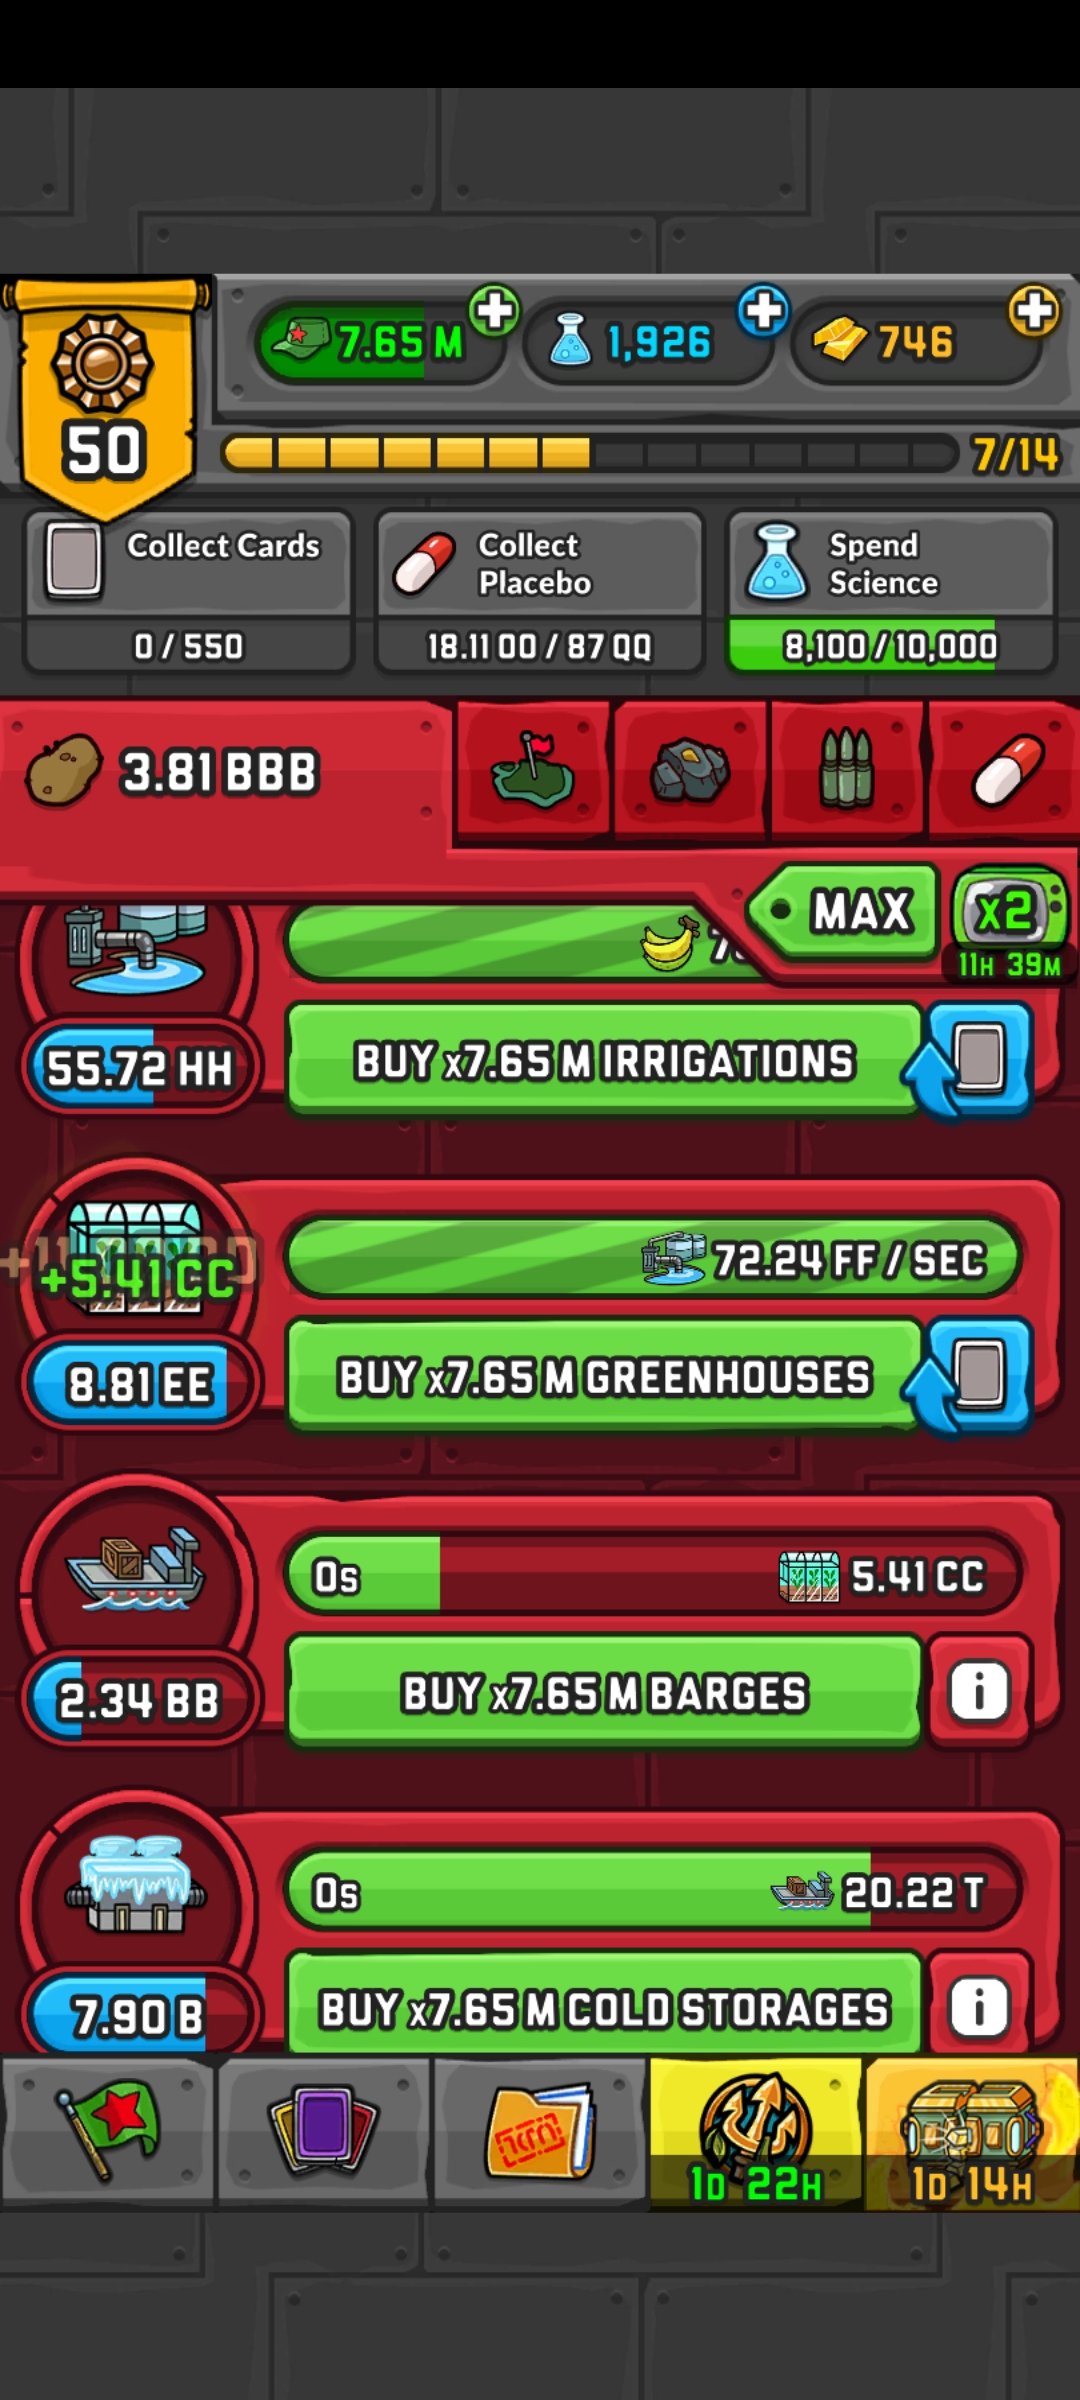 7.65 M
1,926
746
50
7/14
Collect Cards
0 / 550
Collect
Placebo
18.11 OO / 87 QQ
Spend
Science
8,100 / 10,000
3.81 BBB
MAX
x2
11H 39M
55.72 HH
BUY x7.65 M IRRIGATIONS
+5.41 CC
72.24 FF / SEC
8.81 EE
BUY x7.65 M GREENHOUSES
0s
5.41 CC
2.34 BB
BUY x7.65 M BARGES
i
0s
20.22 T
7.90 B
BUY x7.65 M COLD STORAGES
i
1D 22H
1D 14H